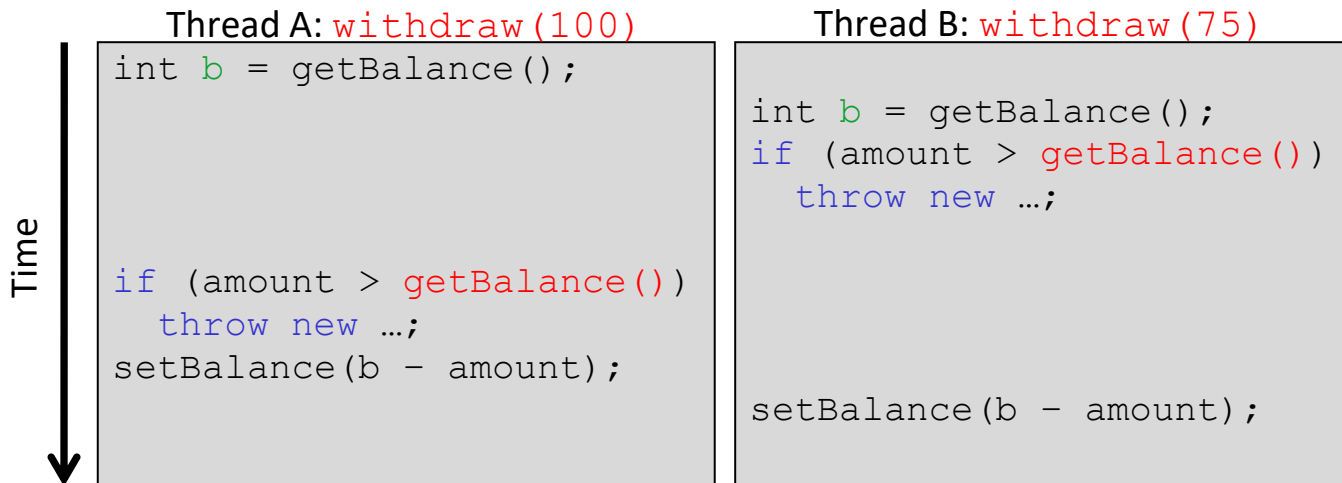 Thread A: withdraw(100)
int b = getBalance();
if (amount > getBalance())
throw new …;
setBalance(b – amount);
Thread B: withdraw(75)
int b = getBalance();
if (amount > getBalance())
throw new …;
setBalance(b – amount);
Time